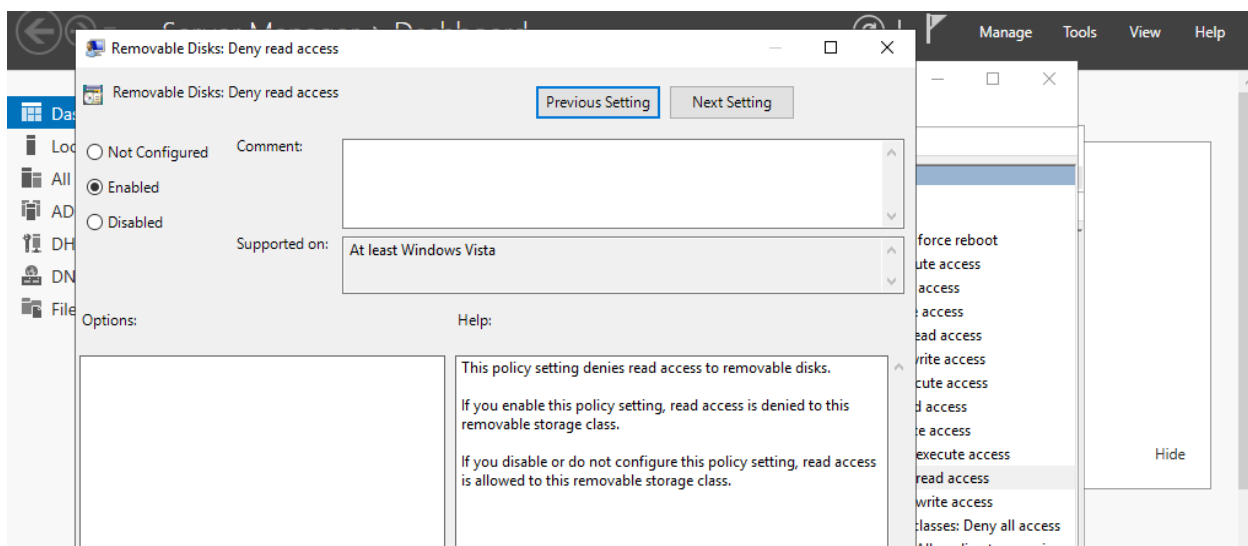 Manage Tools View Help
Removable Disks: Deny read access
Removable Disks: Deny read access
Previous Setting Next Setting
Not Configured
Enabled
Disabled
Comment:
Supported on:
At least Windows Vista
Options:
Help:
This policy setting denies read access to removable disks.
If you enable this policy setting, read access is denied to this
removable storage class.
If you disable or do not configure this policy setting, read access
is allowed to this removable storage class.
Das
Loc
All
AD
DH
DN
File
force reboot
ute access
access
access
ead access
rite access
cute access
d access
te access
execute access
read access
write access
classes: Deny all access
Hide